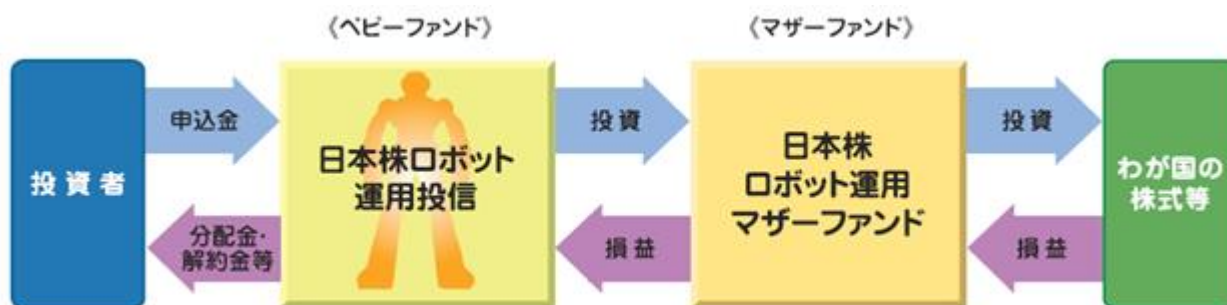 《ベビーファンド》
《マザーファンド》
投資者
申込金
分配金・
解約金等
日本株ロボット
運用投信
投資
損益
日本株
ロボット運用
マザーファンド
投資
損益
わが国の
株式等